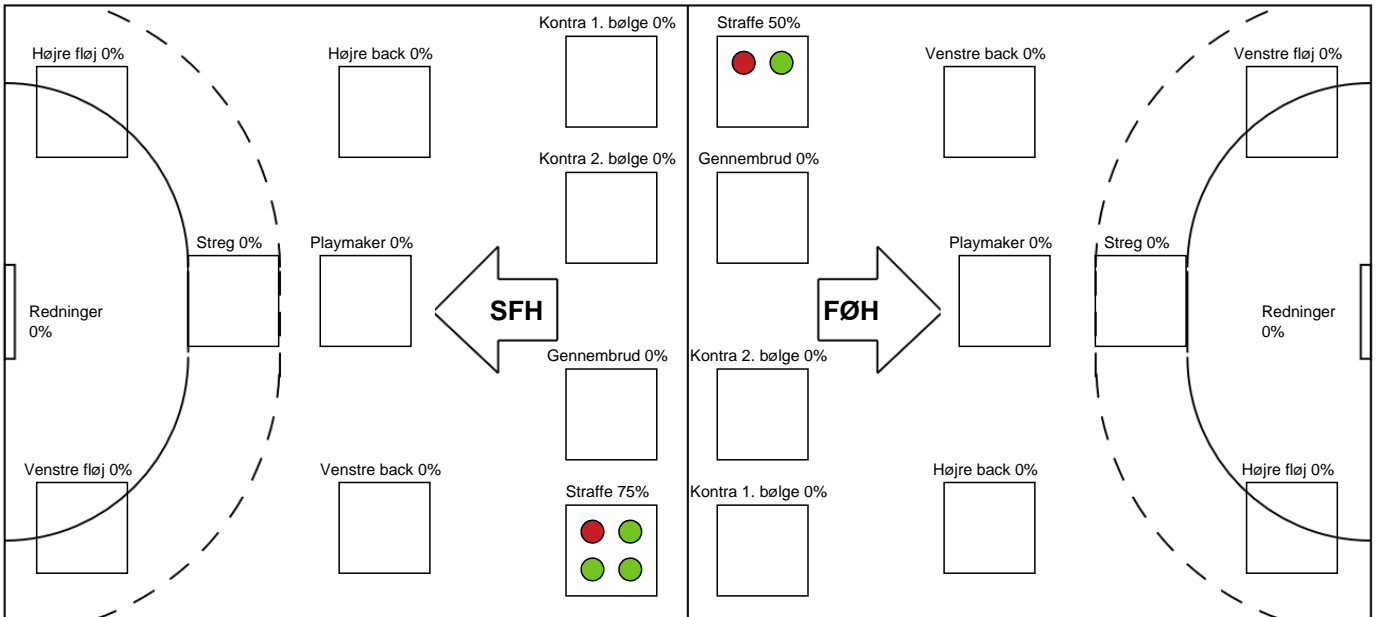 Kontra 1. bølge 0%
Straffe 50%
Højre fløj 0%
Højre back 0%
Venstre back 0%
Venstre fløj 0%
Kontra 2. bølge 0%
Gennembrud 0%
Streg 0%
Playmaker 0%
Playmaker 0%
Streg 0%
Redninger
0%
SFH
FØH
Redninger
0%
Gennembrud 0%
Kontra 2. bølge 0%
Venstre fløj 0%
Venstre back 0%
Højre back 0%
Højre fløj 0%
Straffe 75%
Kontra 1. bølge 0%